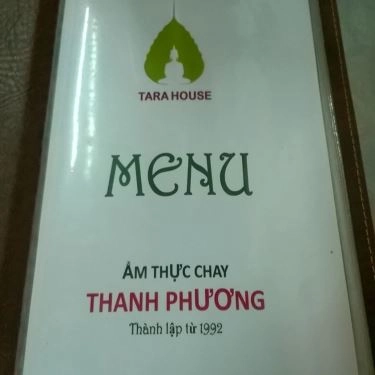 TARA HOUSE
MENU
ẨM THỰC CHAY
THANH PHƯƠNG
Thành lập từ 1992